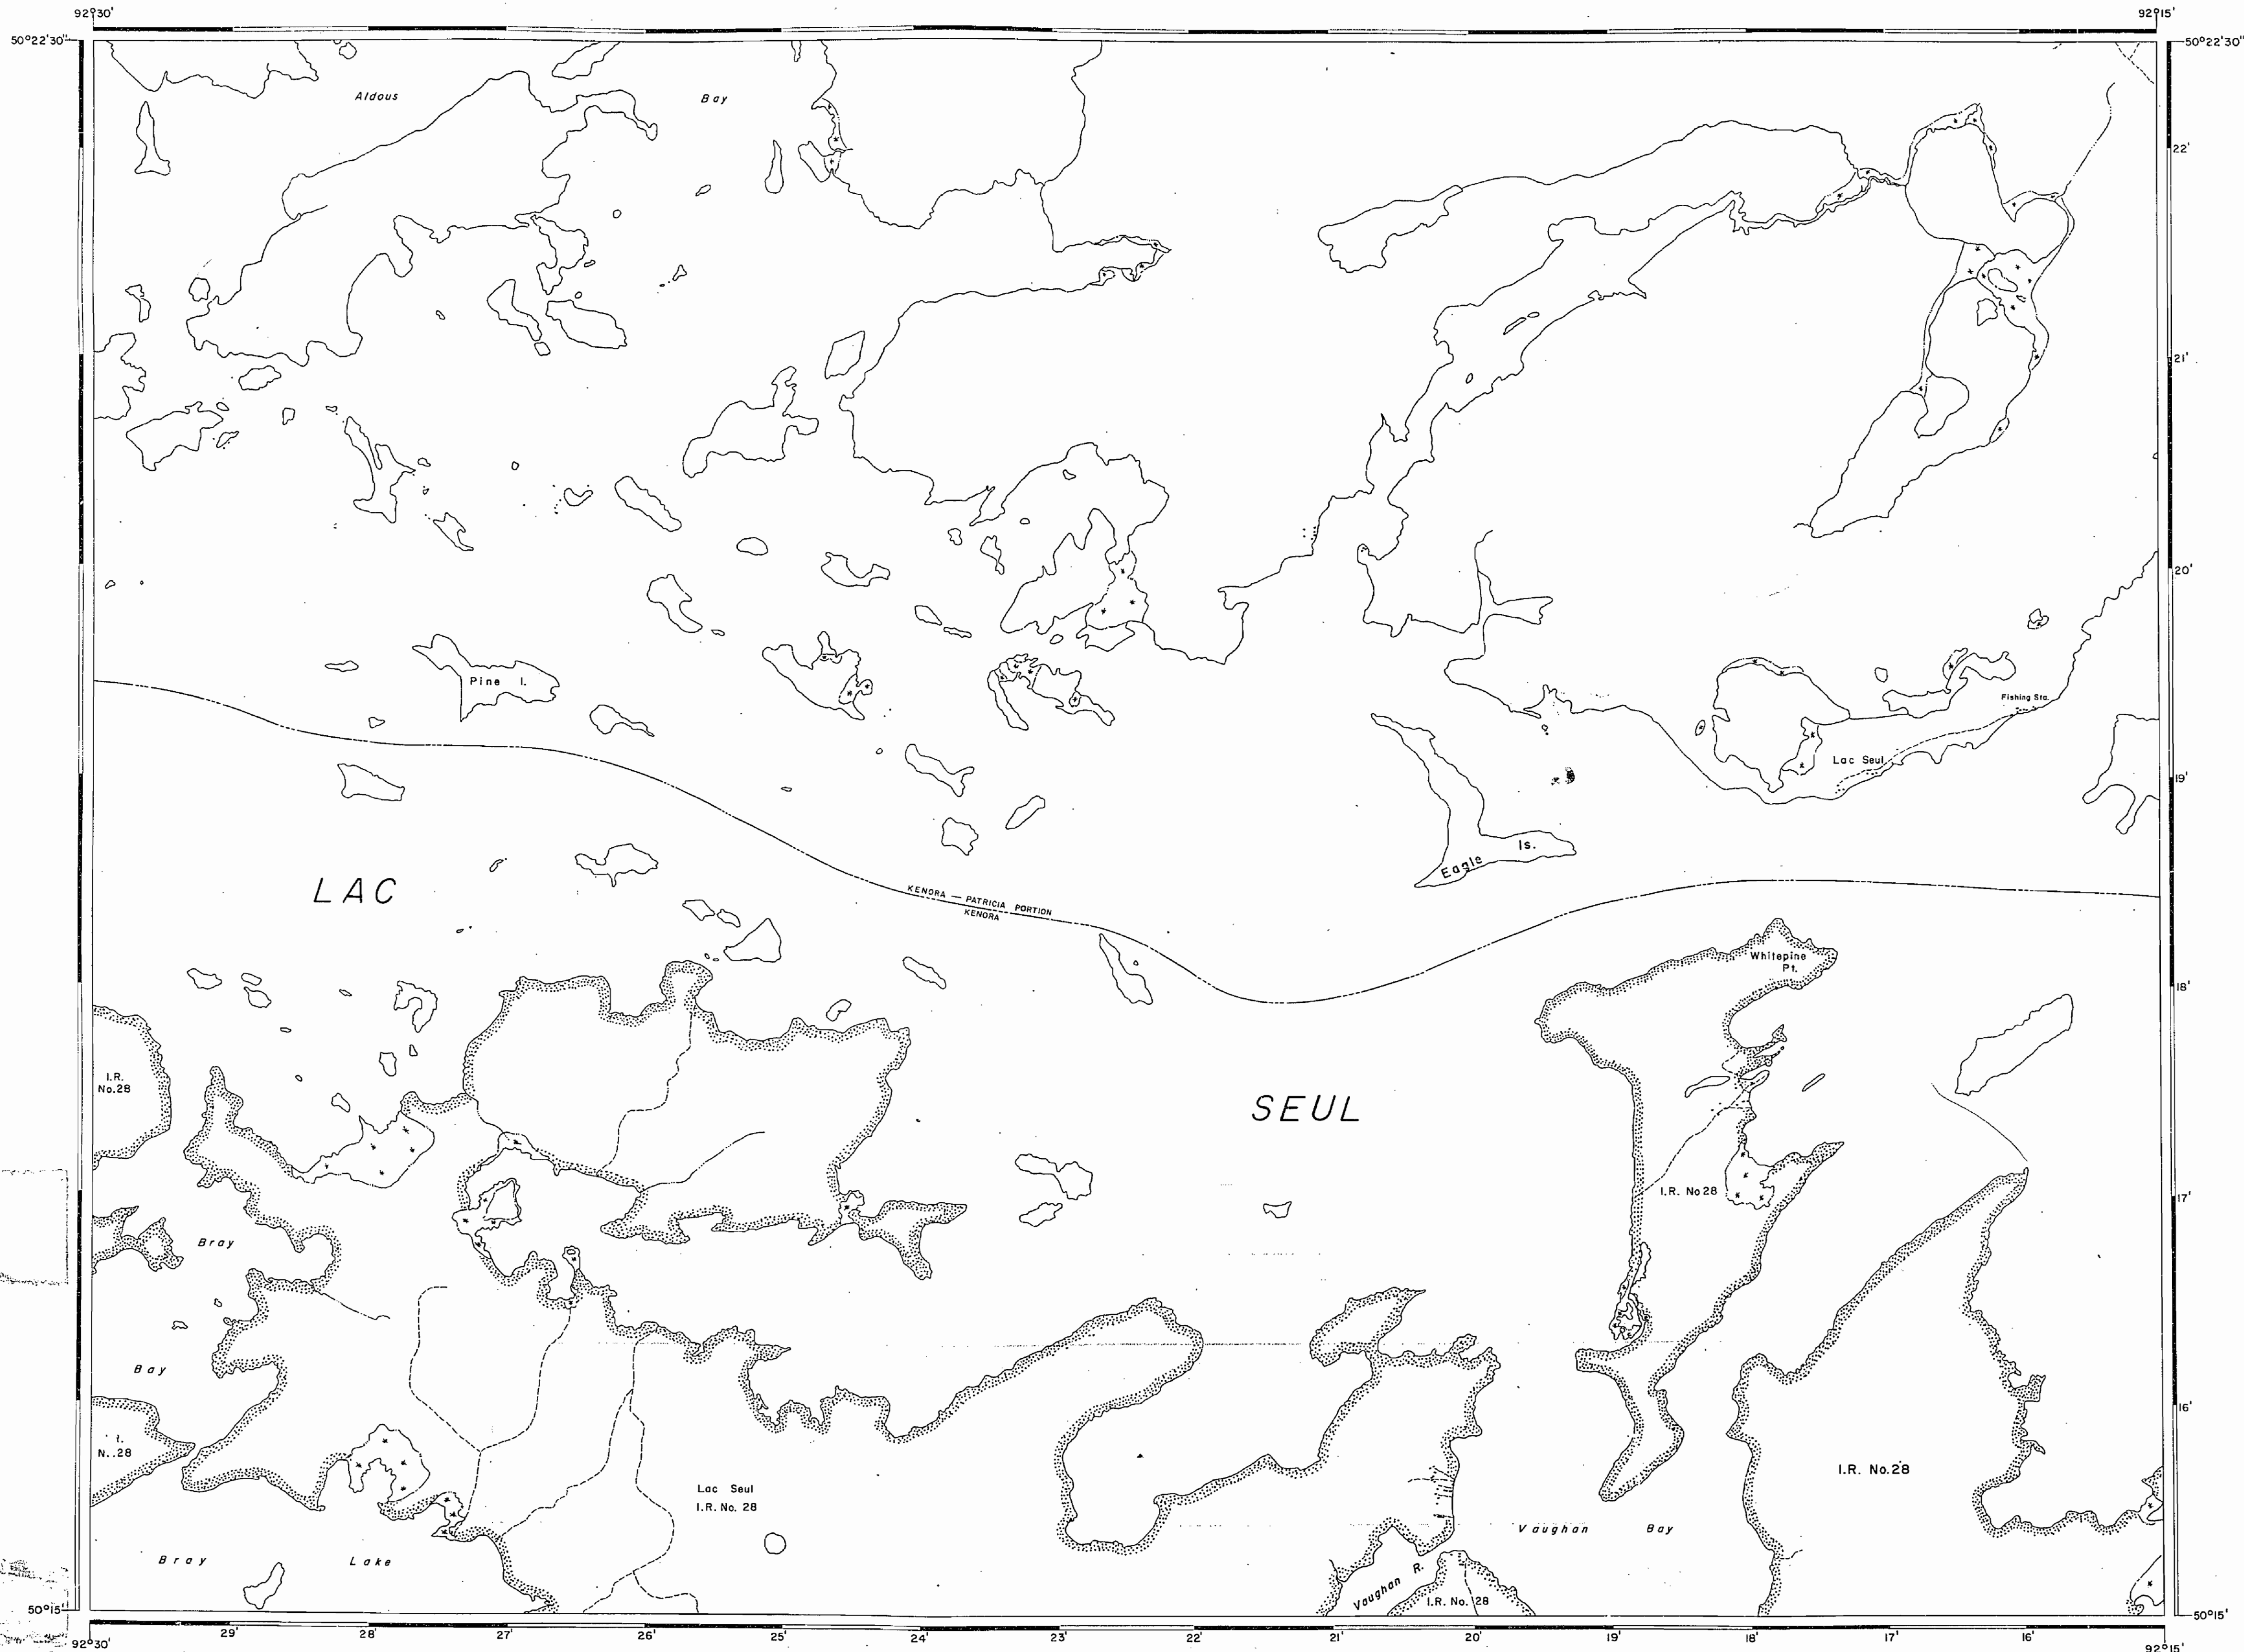 92°30' 92°15'
50°22'30" 50°22'30"
Aldous Bay
22'
21'
20'
Pine I.
Fishing Sta.
Lac Seul
19'
Eagle Is.
LAC
KENORA — PATRICIA PORTION
KENORA
Whitepine
Pt.
18'
I.R.
No.28
SEUL
I.R. No 28
17'
Bray
Bay
16'
28
I.R. No.28
Lac Seul
I.R. No. 28
Vaughan Bay
Bray Lake
Vaughan R.
I.R. No. 28
50°15' 50°15'
92°30' 29' 28' 27' 26' 25' 24' 23' 22' 21' 20' 19' 18' 17' 16' 92°15'